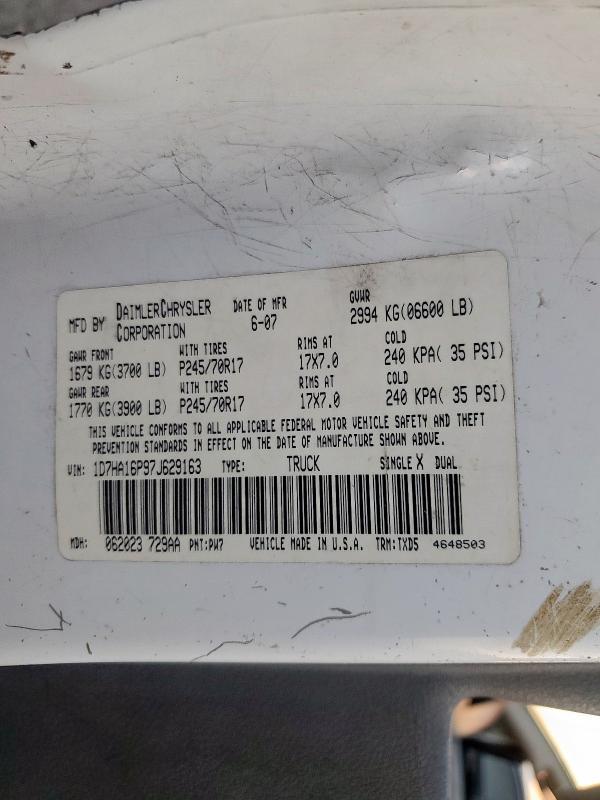 MFD BY DAIMLERCHRYSLER CORPORATION DATE OF MFR 6-07 GVWR 2994 KG(06600 LB)
GAWR FRONT WITH TIRES RIMS AT COLD
1679 KG(3700 LB) P245/70R17 17X7.0 240 KPA( 35 PSI)
GAWR REAR WITH TIRES RIMS AT COLD
1770 KG(3900 LB) P245/70R17 17X7.0 240 KPA( 35 PSI)
THIS VEHICLE CONFORMS TO ALL APPLICABLE FEDERAL MOTOR VEHICLE SAFETY AND THEFT
PREVENTION STANDARDS IN EFFECT ON THE DATE OF MANUFACTURE SHOWN ABOVE.
VIN: 1D7HA16P97J629163 TYPE: TRUCK SINGLE X DUAL
MDH: 062023 729AA PNT:PW7 VEHICLE MADE IN U.S.A. TRM:TXD5 4648503